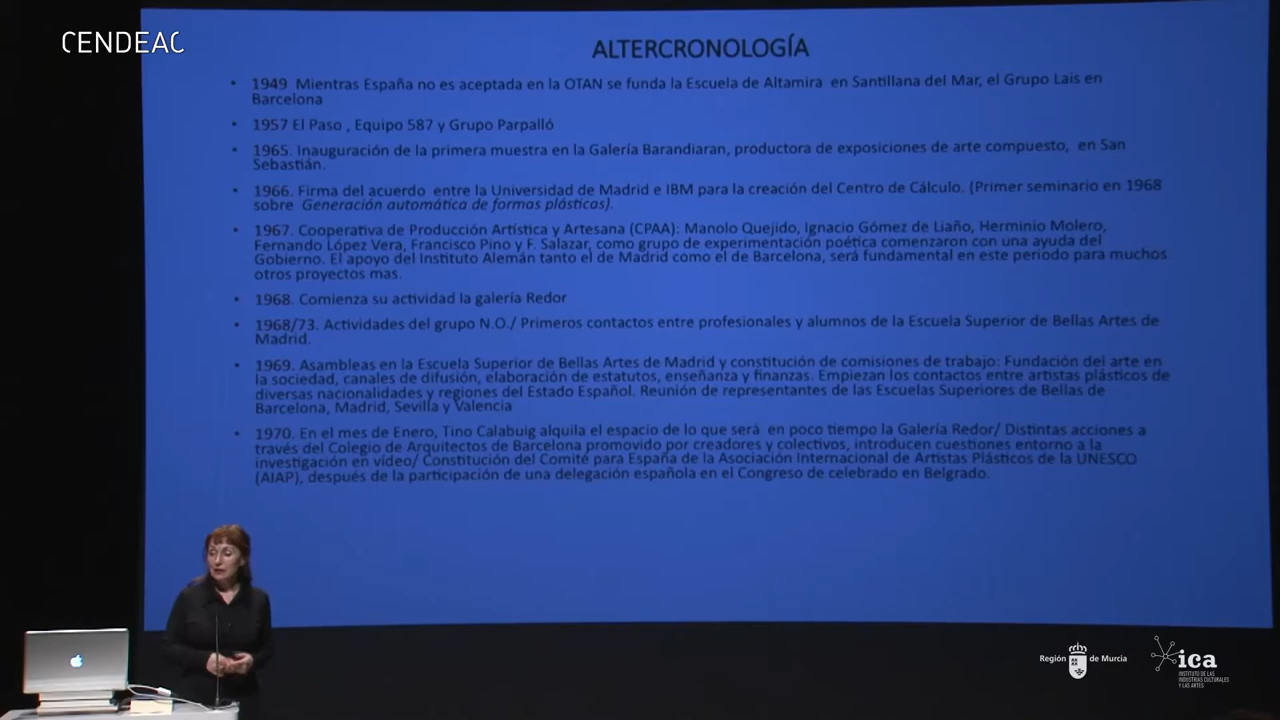 CENDEAC
ALTERCRONOLOGÍA
• 1949 Mientras España no es aceptada en la OTAN se funda la Escuela de Altamira en Santillana del Mar, el Grupo Lais en
Barcelona
• 1957 El Paso , Equipo 587 y Grupo Parpalló
• 1965. Inauguración de la primera muestra en la Galería Barandiaran, productora de exposiciones de arte compuesto, en San
Sebastián.
• 1966. Firma del acuerdo entre la Universidad de Madrid e IBM para la creación del Centro de Cálculo. (Primer seminario en 1968
sobre Generación automática de formas plásticas).
• 1967. Cooperativa de Producción Artística y Artesana (CPAA): Manolo Quejido, Ignacio Gómez de Liaño, Herminio Molero,
Fernando López Vera, Francisco Pino y F. Salazar, como grupo de experimentación poética comenzaron con una ayuda del
Gobierno. El apoyo del Instituto Alemán tanto el de Madrid como el de Barcelona, será fundamental en este periodo para muchos
otros proyectos mas.
• 1968. Comienza su actividad la galería Redor
• 1968/73. Actividades del grupo N.O./ Primeros contactos entre profesionales y alumnos de la Escuela Superior de Bellas Artes de
Madrid.
• 1969. Asambleas en la Escuela Superior de Bellas Artes de Madrid y constitución de comisiones de trabajo: Fundación del arte en
la sociedad, canales de difusión, elaboración de estatutos, enseñanza y finanzas. Empiezan los contactos entre artistas plásticos de
diversas nacionalidades y regiones del Estado Español. Reunión de representantes de las Escuelas Superiores de Bellas de
Barcelona, Madrid, Sevilla y Valencia
• 1970. En el mes de Enero, Tino Calabuig alquila el espacio de lo que será en poco tiempo la Galería Redor/ Distintas acciones a
través del Colegio de Arquitectos de Barcelona promovido por creadores y colectivos, introducen cuestiones entorno a la
investigación en vídeo/ Constitución del Comité para España de la Asociación Internacional de Artistas Plásticos de la UNESCO
(AIAP), después de la participación de una delegación española en el Congreso de celebrado en Belgrado.
Región de Murcia
ica
INSTITUTO DE LAS
INDUSTRIAS CULTURALES
Y LAS ARTES